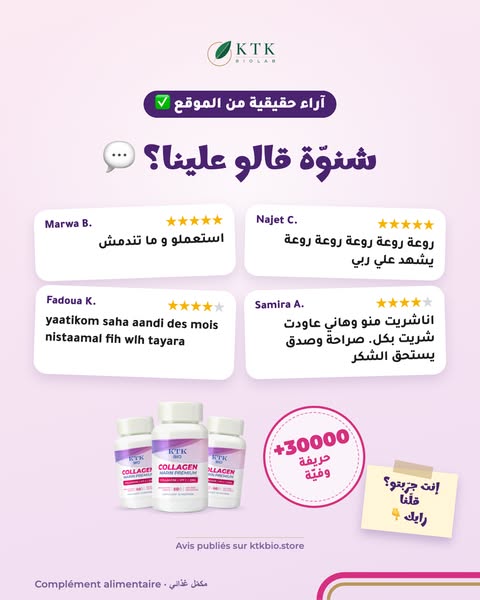 KTK
BIOLAB
آراء حقيقية من الموقع ✅
شنوّة قالو علينا؟ 💬
Marwa B. ★★★★★
استعملو و ما تندمش
Najet C. ★★★★★
روعة روعة روعة روعة روعة
يشهد علي ربي
Fadoua K. ★★★★★
yaatikom saha aandi des mois
nistaamal fih wlh tayara
Samira A. ★★★★★
اناشريت منو وهاني عاودت
شريت بكل. صراحة وصدق
يستحق الشكر
KTK
BIO
COLLAGEN
MARIN PREMIUM
+30000
حريفة
وفيّة
إنت جرّبتو؟
قلّنا
رايك 👇
Avis publiés sur ktkbio.store
Complément alimentaire · مكمّل غذائي